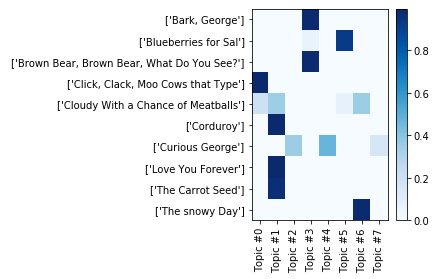 ['Bark, George']
['Blueberries for Sal']
['Brown Bear, Brown Bear, What Do You See?']
['Click, Clack, Moo Cows that Type']
['Cloudy With a Chance of Meatballs']
['Corduroy']
['Curious George']
['Love You Forever']
['The Carrot Seed']
['The snowy Day']
Topic #0
Topic #1
Topic #2
Topic #3
Topic #4
Topic #5
Topic #6
Topic #7
0.8
0.6
0.4
0.2
0.0